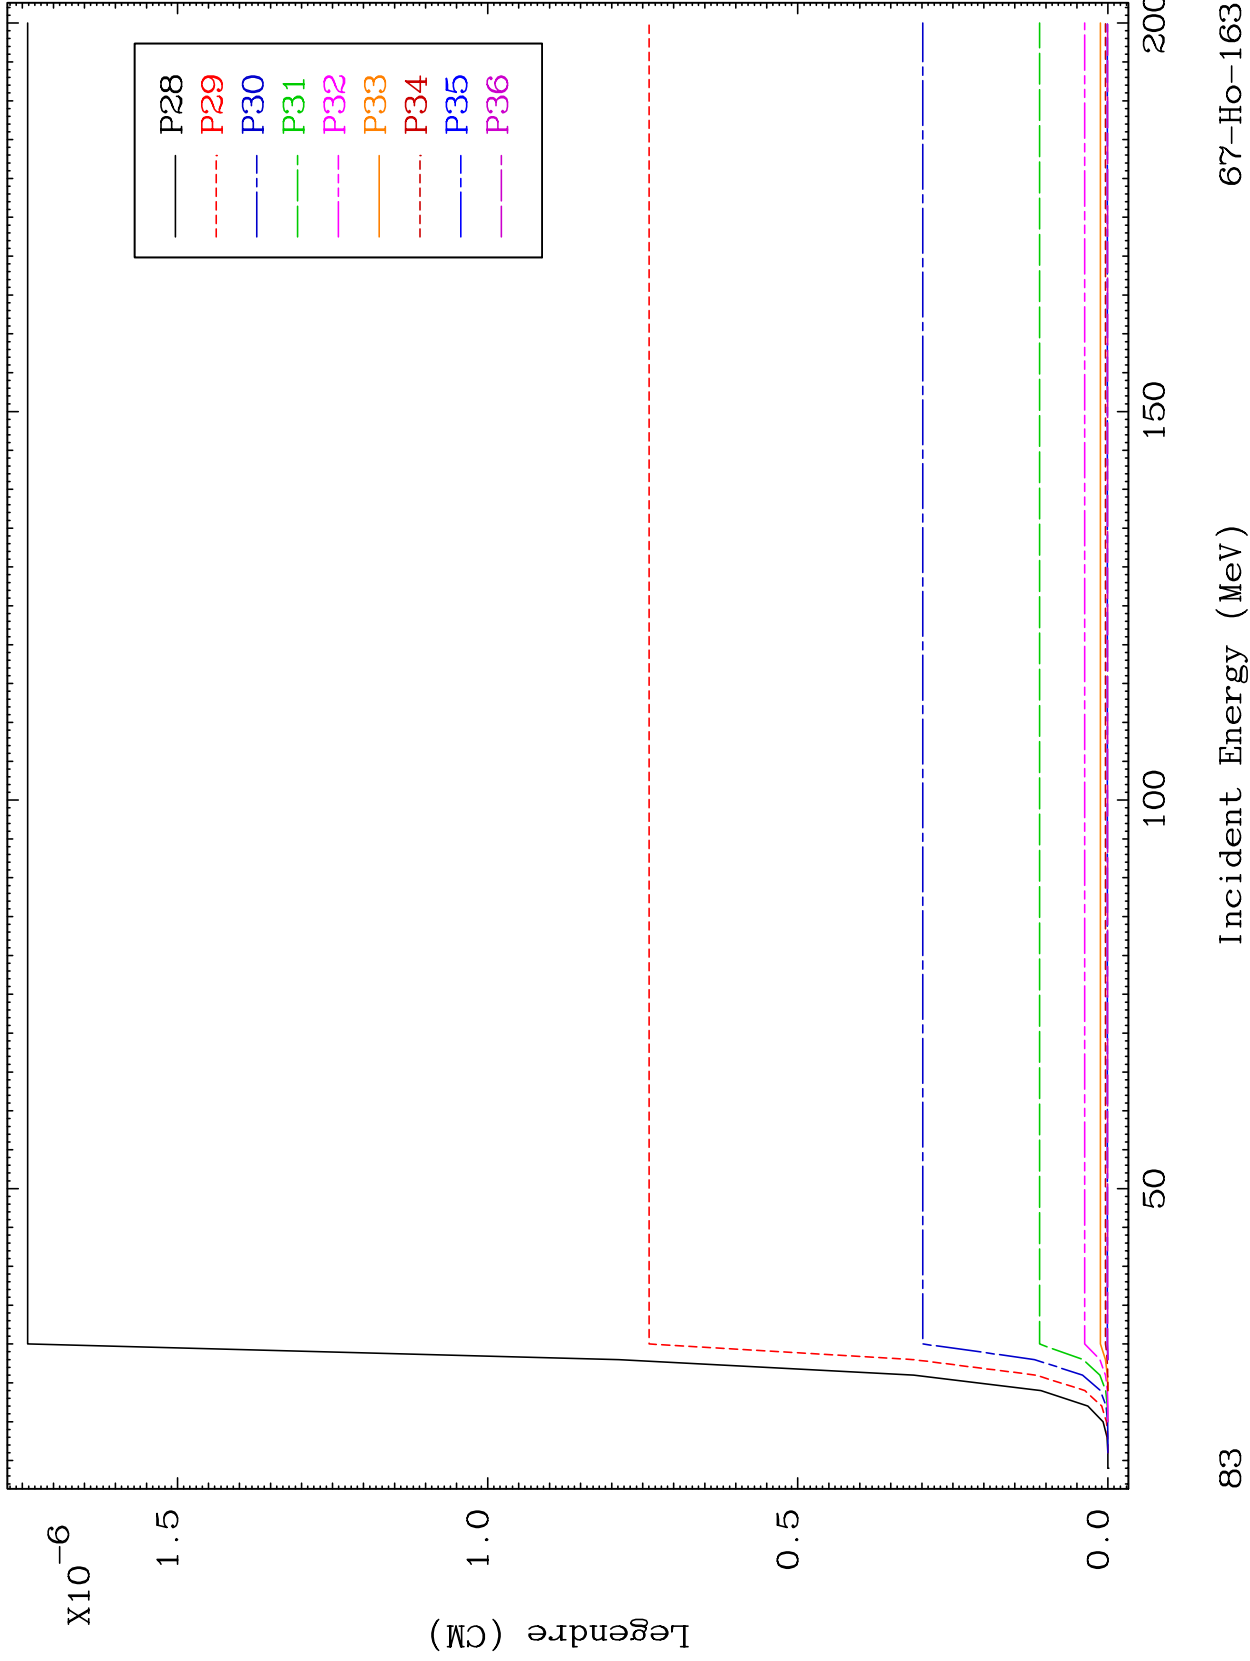 X10⁻⁶
1.5
1.0
0.5
0.0
Legendre (CM)
P28
P29
P30
P31
P32
P33
P34
P35
P36
50
100
150
200
Incident Energy (MeV)
83
67-Ho-163